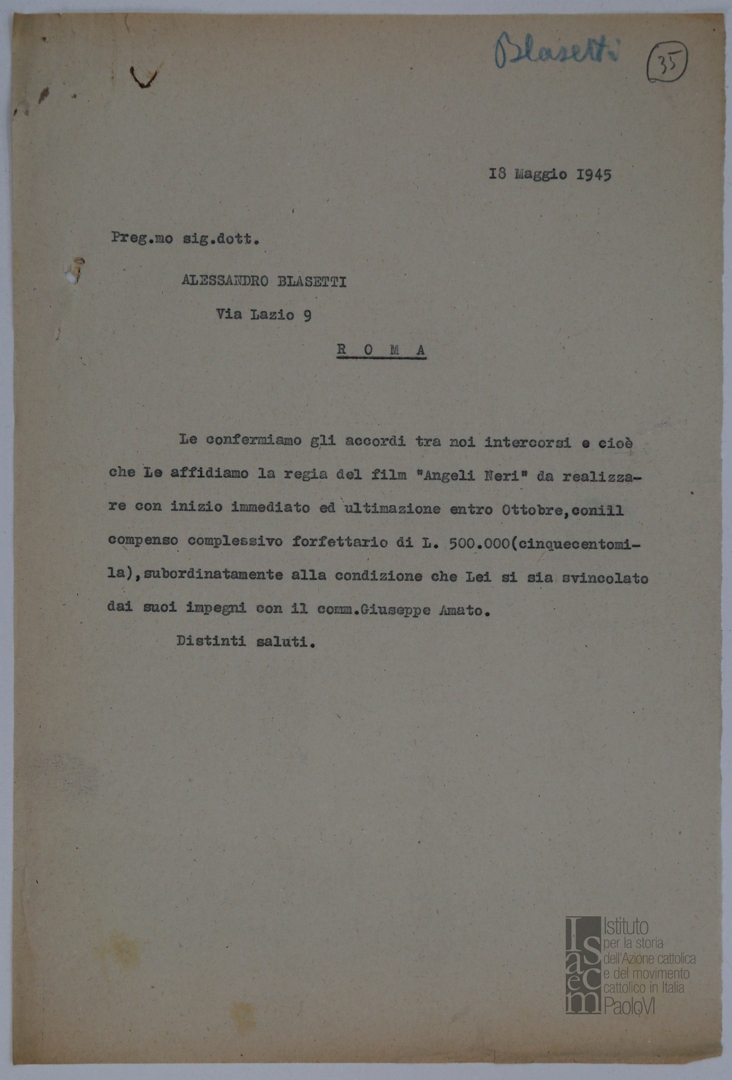 Blasetti
35
18 Maggio 1945
Preg.mo sig.dott.
ALESSANDRO BLASETTI
Via Lazio 9
R O M A
Le confermiamo gli accordi tra noi intercorsi e cioè
che Le affidiamo la regia del film "Angeli Neri" da realizza-
re con inizio immediato ed ultimazione entro Ottobre,conill
compenso complessivo forfettario di L. 500.000(cinquecentomi-
la),subordinatamente alla condizione che Lei si sia svincolato
dai suoi impegni con il comm.Giuseppe Amato.
Distinti saluti.
Isacem
Istituto
per la storia
dell'Azione cattolica
e del movimento
cattolico in Italia
PaoloVI